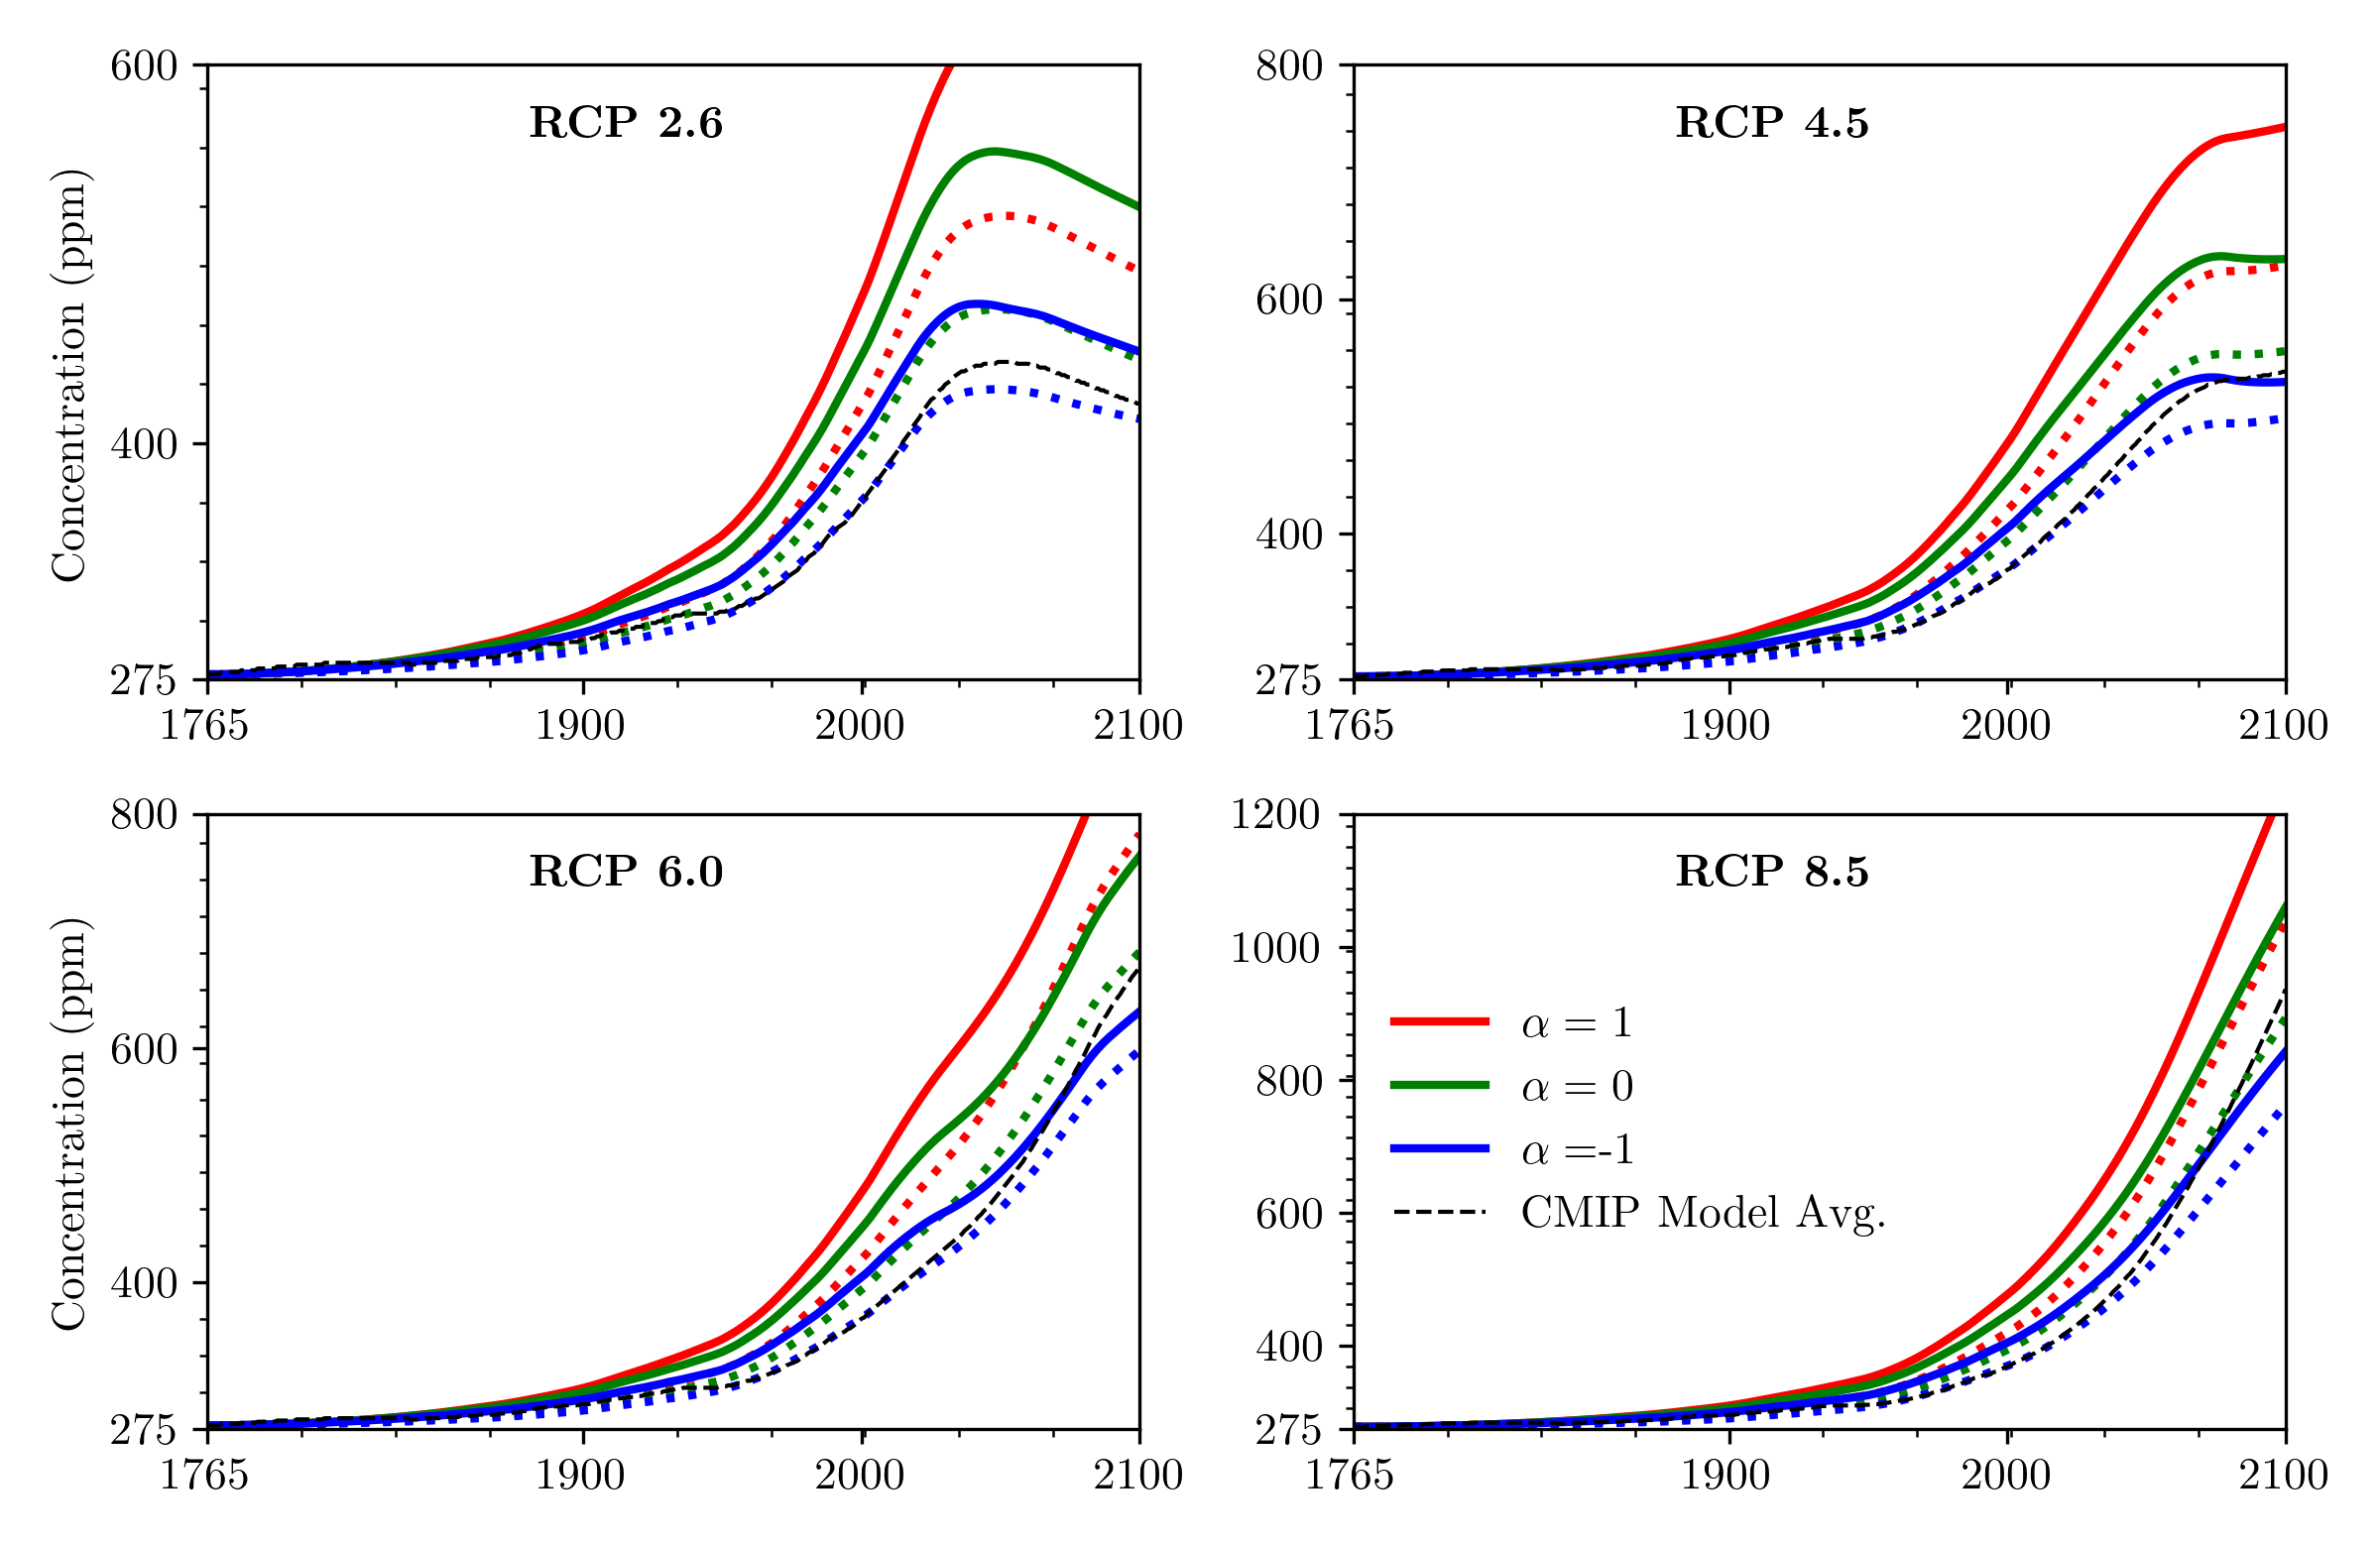 RCP 2.6
Concentration (ppm)
600
400
275
1765 1900 2000 2100
RCP 4.5
800
600
400
275
1765 1900 2000 2100
RCP 6.0
Concentration (ppm)
800
600
400
275
1765 1900 2000 2100
RCP 8.5
1200
1000
800
600
400
275
α = 1
α = 0
α =-1
CMIP Model Avg.
1765 1900 2000 2100